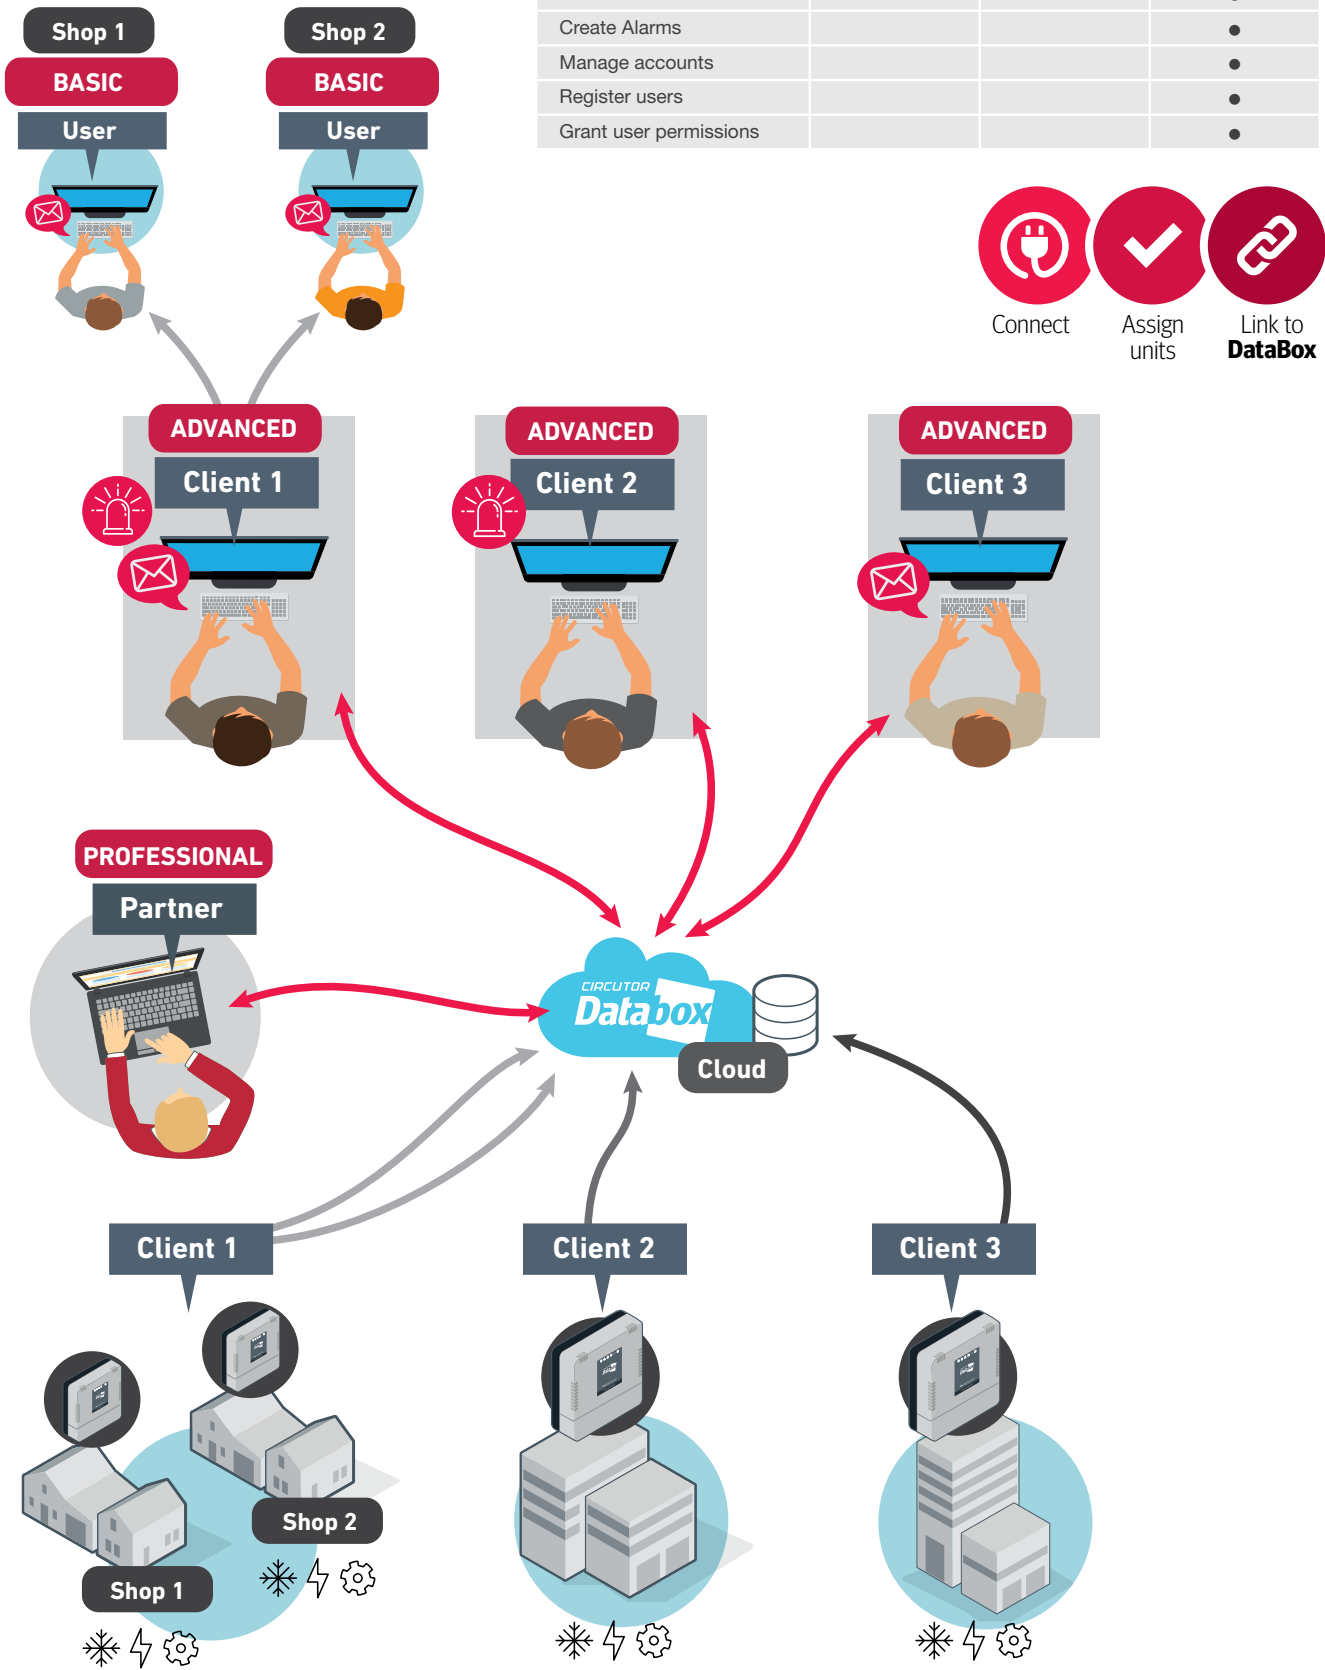 Shop 1
BASIC
User
Shop 2
BASIC
User
Create Alarms
Manage accounts
Register users
Grant user permissions
Connect
Assign
units
Link to
DataBox
ADVANCED
Client 1
ADVANCED
Client 2
ADVANCED
Client 3
PROFESSIONAL
Partner
CIRCUTOR
Databox
Cloud
Client 1
Client 2
Client 3
Shop 2
Shop 1